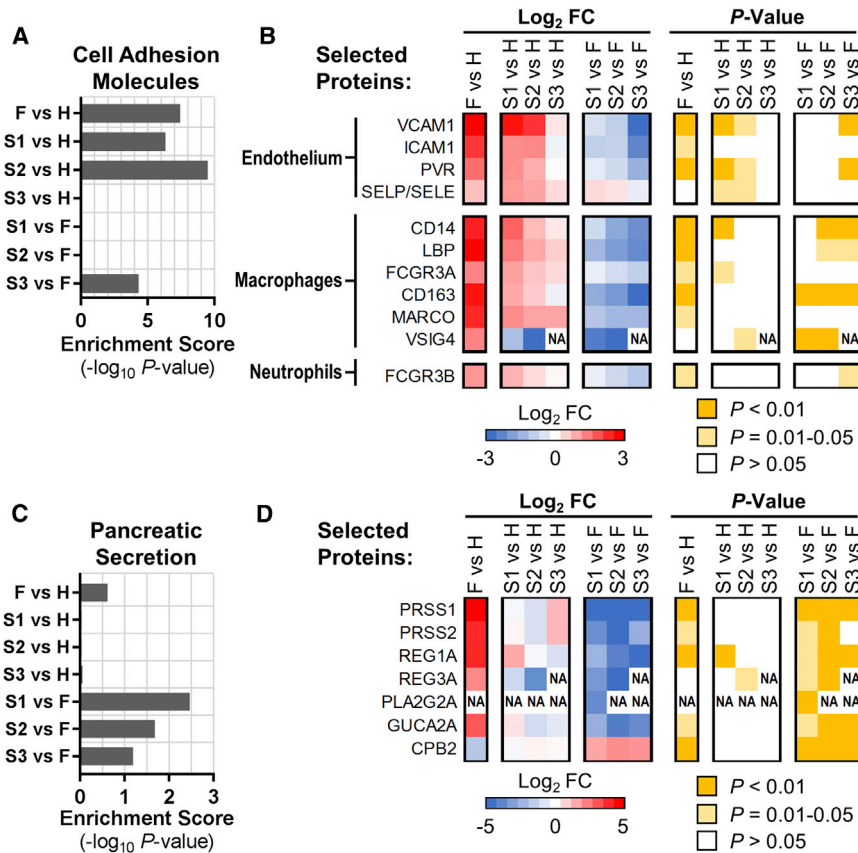 A
Cell Adhesion
Molecules
F vs H
S1 vs H
S2 vs H
S3 vs H
S1 vs F
S2 vs F
S3 vs F
0 5 10
Enrichment Score
(-log10 P-value)
B
Selected
Proteins:
Log2 FC
P-Value
F vs H
S1 vs H
S2 vs H
S3 vs H
S1 vs F
S2 vs F
S3 vs F
F vs H
S1 vs H
S2 vs H
S3 vs H
S1 vs F
S2 vs F
S3 vs F
Endothelium
VCAM1
ICAM1
PVR
SELP/SELE
Macrophages
CD14
LBP
FCGR3A
CD163
MARCO
VSIG4 NA NA NA NA
Neutrophils
FCGR3B
Log2 FC
-3 0 3
P < 0.01
P = 0.01-0.05
P > 0.05
C
Pancreatic
Secretion
F vs H
S1 vs H
S2 vs H
S3 vs H
S1 vs F
S2 vs F
S3 vs F
0 1 2 3
Enrichment Score
(-log10 P-value)
D
Selected
Proteins:
Log2 FC
P-Value
F vs H
S1 vs H
S2 vs H
S3 vs H
S1 vs F
S2 vs F
S3 vs F
F vs H
S1 vs H
S2 vs H
S3 vs H
S1 vs F
S2 vs F
S3 vs F
PRSS1
PRSS2
REG1A
REG3A NA NA NA NA
PLA2G2A NA NA NA NA NA NA NA NA NA NA NA NA
GUCA2A
CPB2
Log2 FC
-5 0 5
P < 0.01
P = 0.01-0.05
P > 0.05